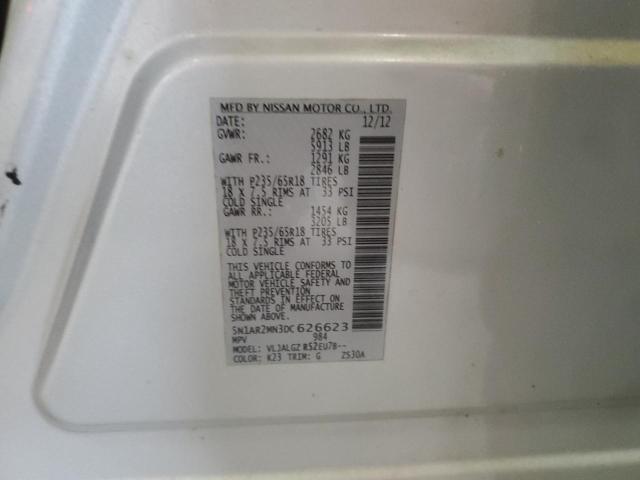 MFD BY NISSAN MOTOR CO., LTD.
DATE: 12/12
GVWR: 2682 KG
5913 LB
GAWR FR.: 1291 KG
2846 LB
WITH P235/65R18 TIRES
18 X 7.5 RIMS AT 33 PSI
COLD SINGLE
GAWR RR.: 1454 KG
3205 LB
WITH P235/65R18 TIRES
18 X 7.5 RIMS AT 33 PSI
COLD SINGLE
THIS VEHICLE CONFORMS TO
ALL APPLICABLE FEDERAL
MOTOR VEHICLE SAFETY AND
THEFT PREVENTION
STANDARDS IN EFFECT ON
THE DATE OF MANUFACTURE
SHOWN ABOVE.
5N1AR2MN3DC626623
MPV 984
MODEL: VLJALGZ R52EU7B--
COLOR: K23 TRIM: G ZS30A